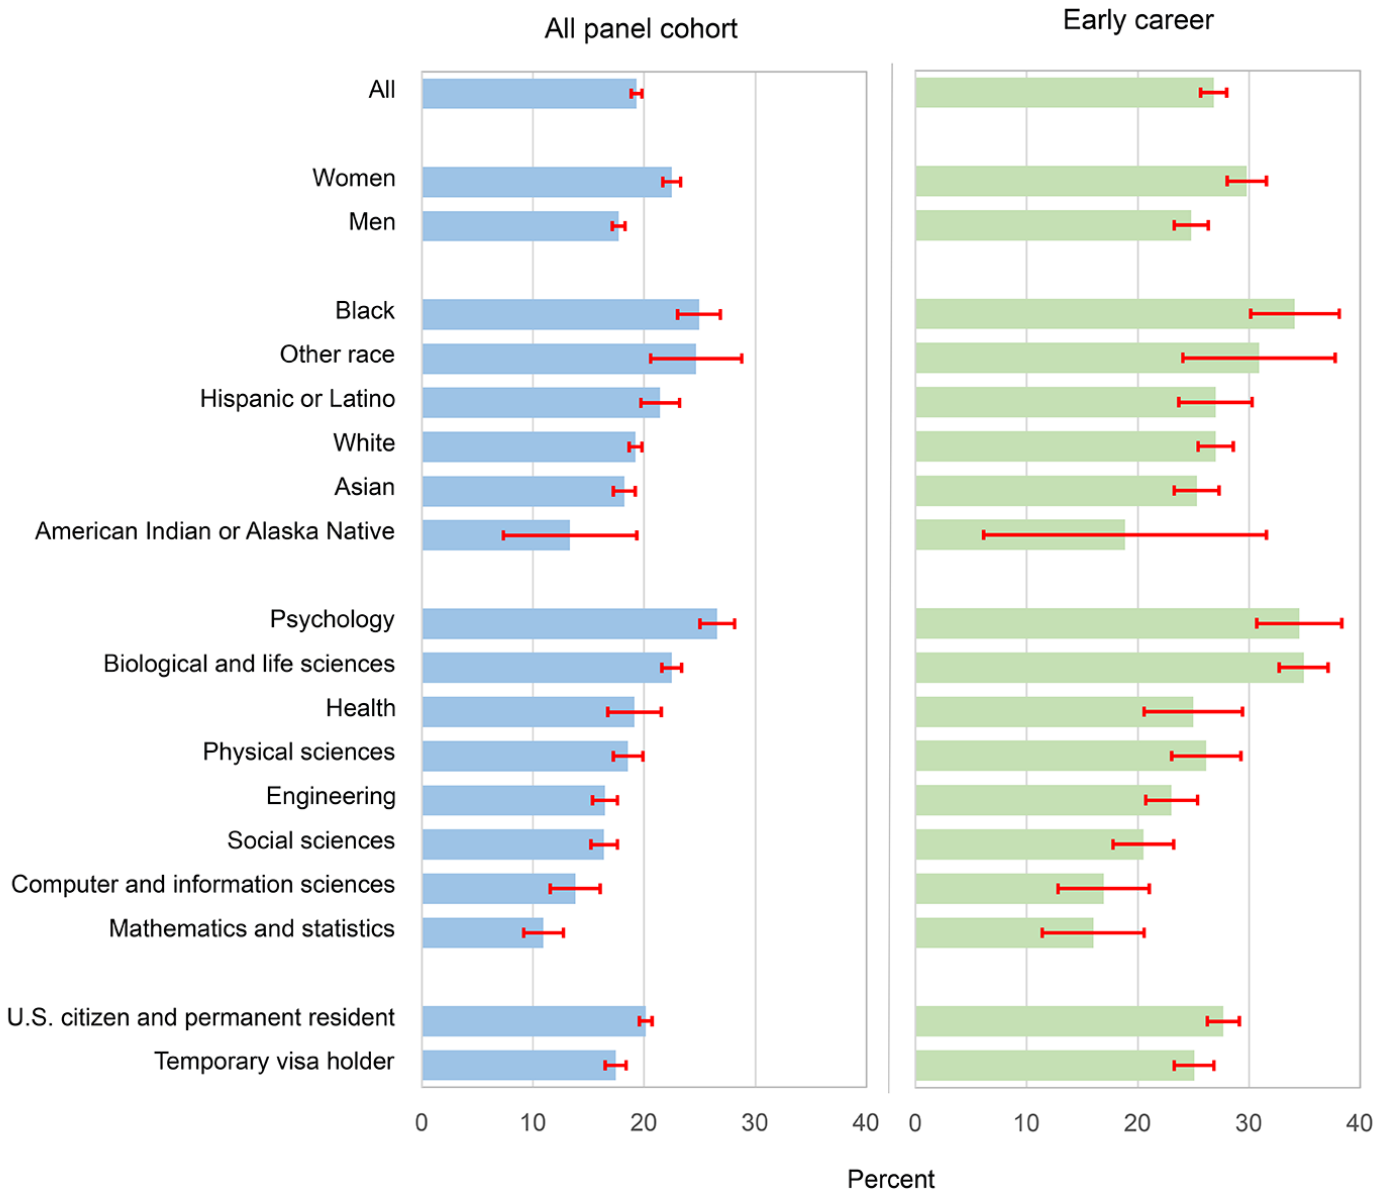 All panel cohort
Early career
All
Women
Men
Black
Other race
Hispanic or Latino
White
Asian
American Indian or Alaska Native
Psychology
Biological and life sciences
Health
Physical sciences
Engineering
Social sciences
Computer and information sciences
Mathematics and statistics
U.S. citizen and permanent resident
Temporary visa holder
0 10 20 30 40 0 10 20 30 40
Percent